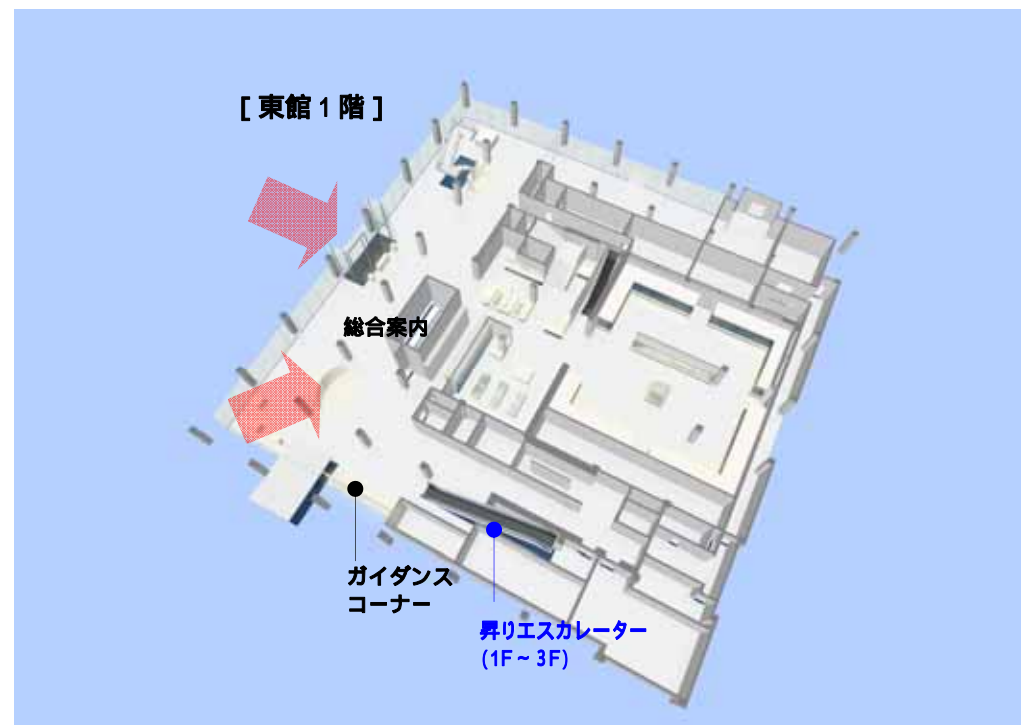 [ 東館 1 階 ]
総合案内
ガイダンス
コーナー
昇りエスカレーター
(1F ~ 3F)